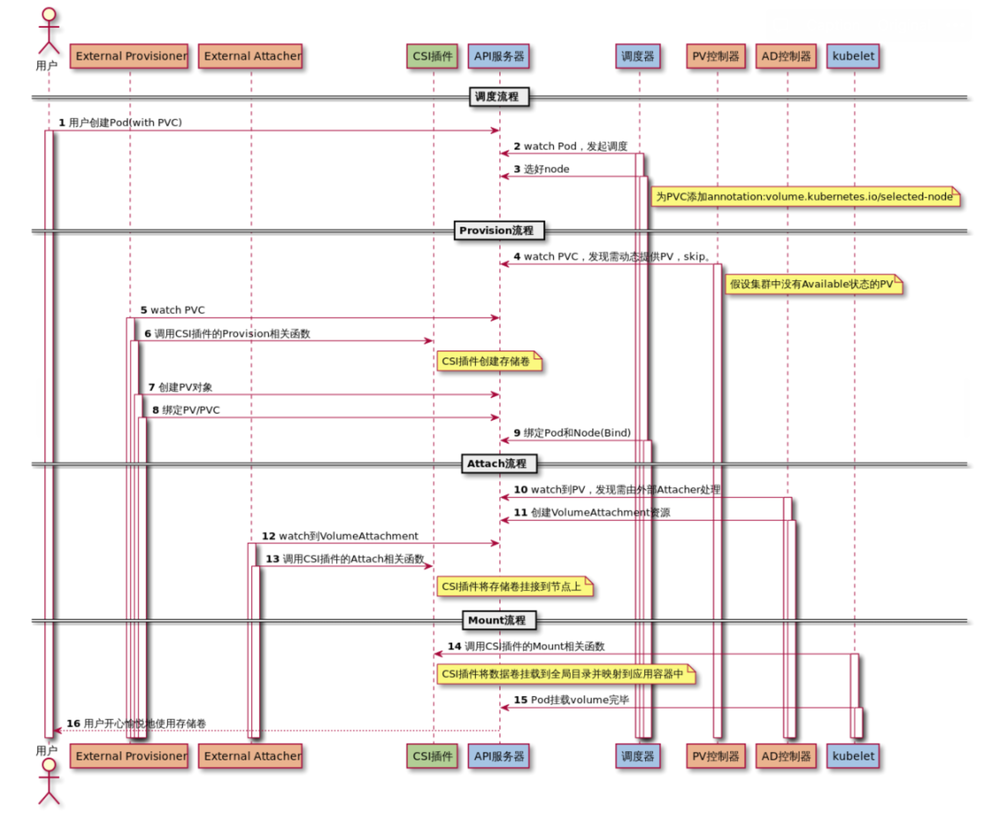 用户
External Provisioner
External Attacher
CSI插件
API服务器
调度器
PV控制器
AD控制器
kubelet
调度流程
1 用户创建Pod(with PVC)
2 watch Pod，发起调度
3 选好node
为PVC添加annotation:volume.kubernetes.io/selected-node
Provision流程
4 watch PVC，发现需动态提供PV，skip。
假设集群中没有Available状态的PV
5 watch PVC
6 调用CSI插件的Provision相关函数
CSI插件创建存储卷
7 创建PV对象
8 绑定PV/PVC
9 绑定Pod和Node(Bind)
Attach流程
10 watch到PV，发现需由外部Attacher处理
11 创建VolumeAttachment资源
12 watch到VolumeAttachment
13 调用CSI插件的Attach相关函数
CSI插件将存储卷挂接到节点上
Mount流程
14 调用CSI插件的Mount相关函数
CSI插件将数据卷挂载到全局目录并映射到应用容器中
15 Pod挂载volume完毕
16 用户开心愉悦地使用存储卷
用户
External Provisioner
External Attacher
CSI插件
API服务器
调度器
PV控制器
AD控制器
kubelet